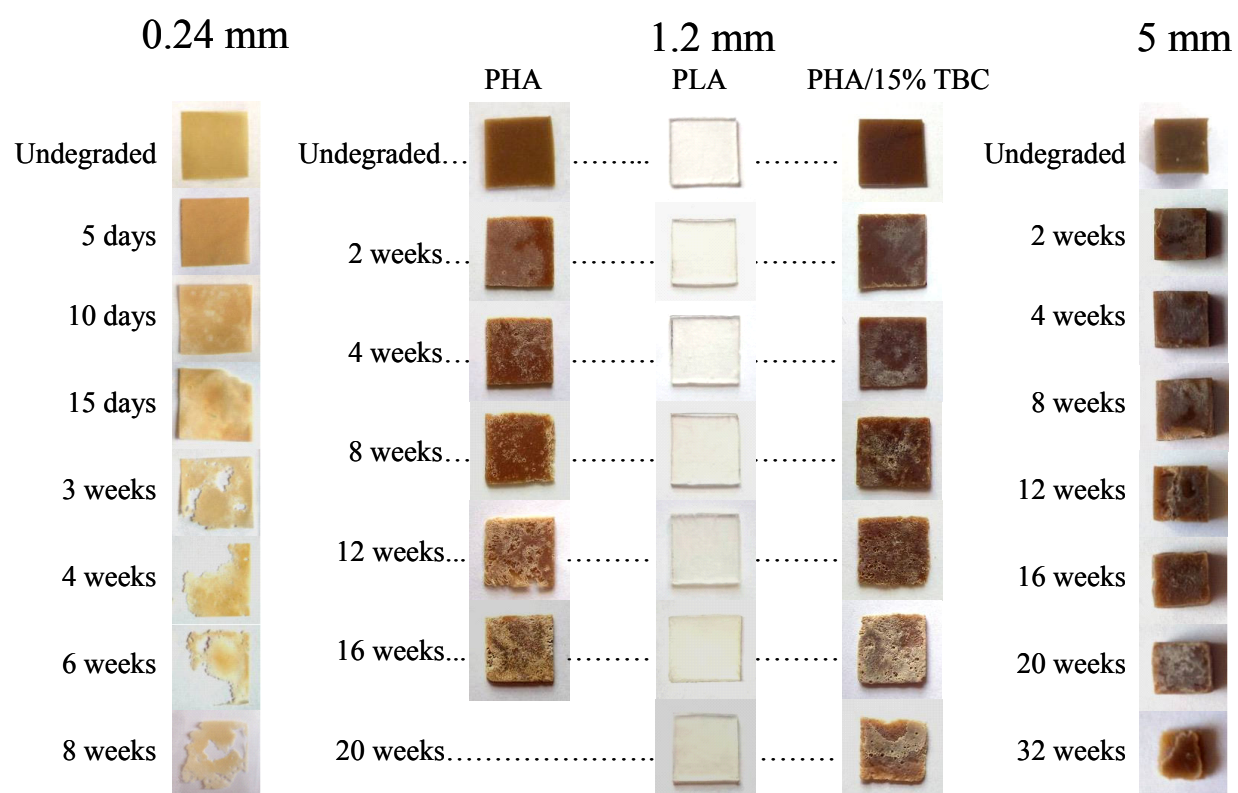 0.24 mm 1.2 mm 5 mm
PHA PLA PHA/15% TBC
Undegraded
5 days
10 days
15 days
3 weeks
4 weeks
6 weeks
8 weeks
Undegraded… ……... ………
2 weeks… ……… ………
4 weeks… ……… ………
8 weeks… ……… ………
12 weeks... ……… ………
16 weeks... ……… ………
20 weeks………………… ………
Undegraded
2 weeks
4 weeks
8 weeks
12 weeks
16 weeks
20 weeks
32 weeks